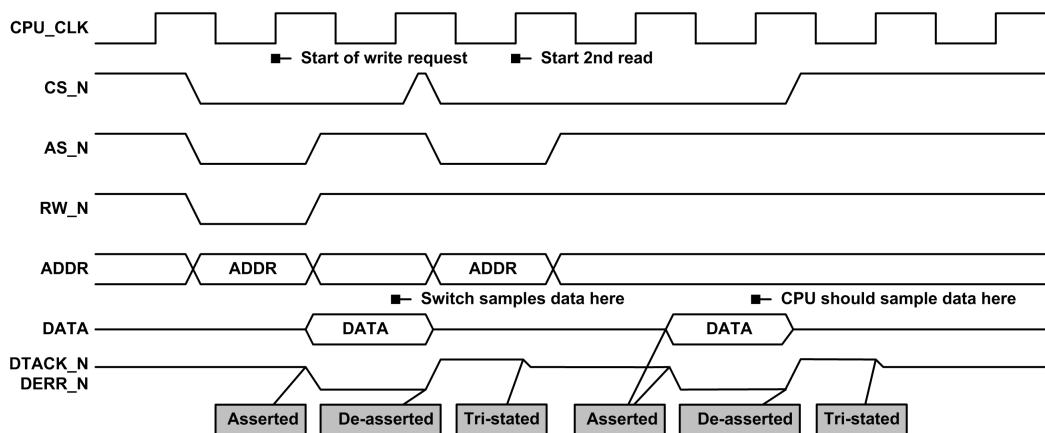 CPU_CLK
Start of write request
Start 2nd read
CS_N
AS_N
RW_N
ADDR
ADDR
ADDR
Switch samples data here
CPU should sample data here
DATA
DATA
DATA
DTACK_N
DERR_N
Asserted
De-asserted
Tri-stated
Asserted
De-asserted
Tri-stated